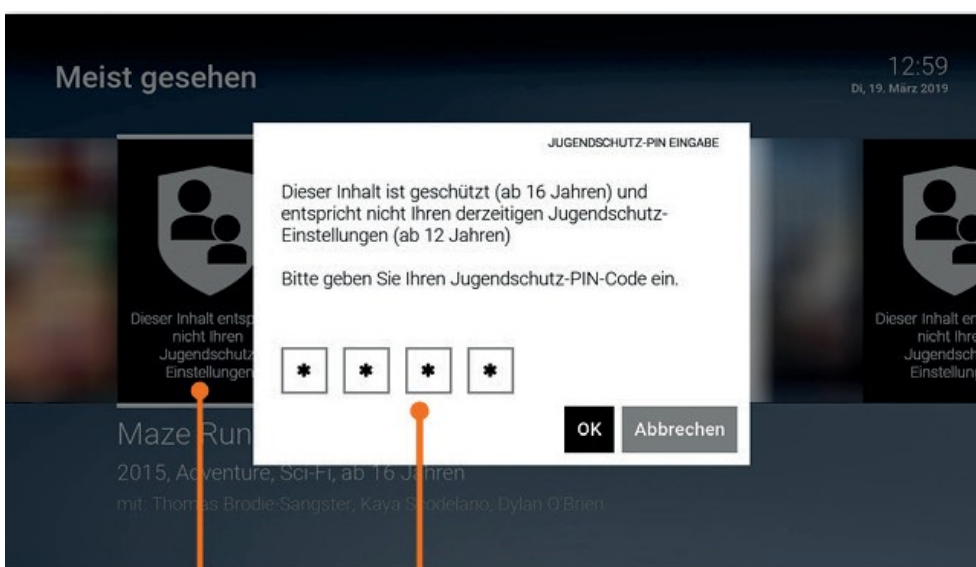 Meist gesehen
12:59
Di, 19. März 2019
JUGENDSCHUTZ-PIN EINGABE
Dieser Inhalt ist geschützt (ab 16 Jahren) und
entspricht nicht Ihren derzeitigen Jugendschutz-
Einstellungen (ab 12 Jahren)
Bitte geben Sie Ihren Jugendschutz-PIN-Code ein.
* * * *
OK Abbrechen
Dieser Inhalt entsp
nicht Ihren
Jugendschutz
Einstellungen
Dieser Inhalt en
nicht Ihre
Jugendsch
Einstellun
Maze Run
2015, Adventure, Sci-Fi, ab 16 Jahren
mit: Thomas Brodie-Sangster, Kaya Scodelario, Dylan O'Brien